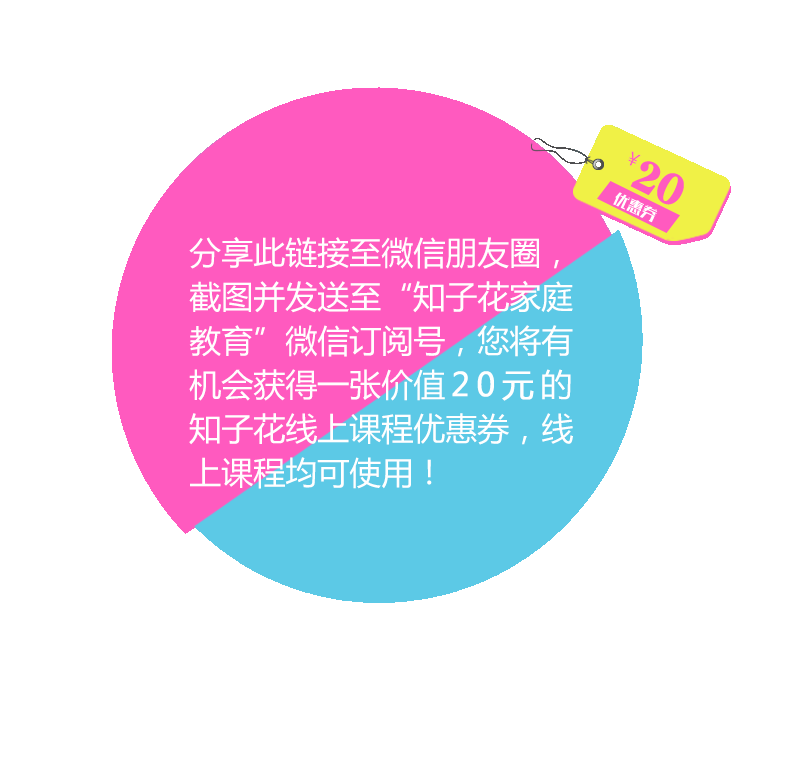 ¥20
优惠券
分享此链接至微信朋友圈，
截图并发送至“知子花家庭
教育”微信订阅号，您将有
机会获得一张价值20元的
知子花线上课程优惠券，线
上课程均可使用！